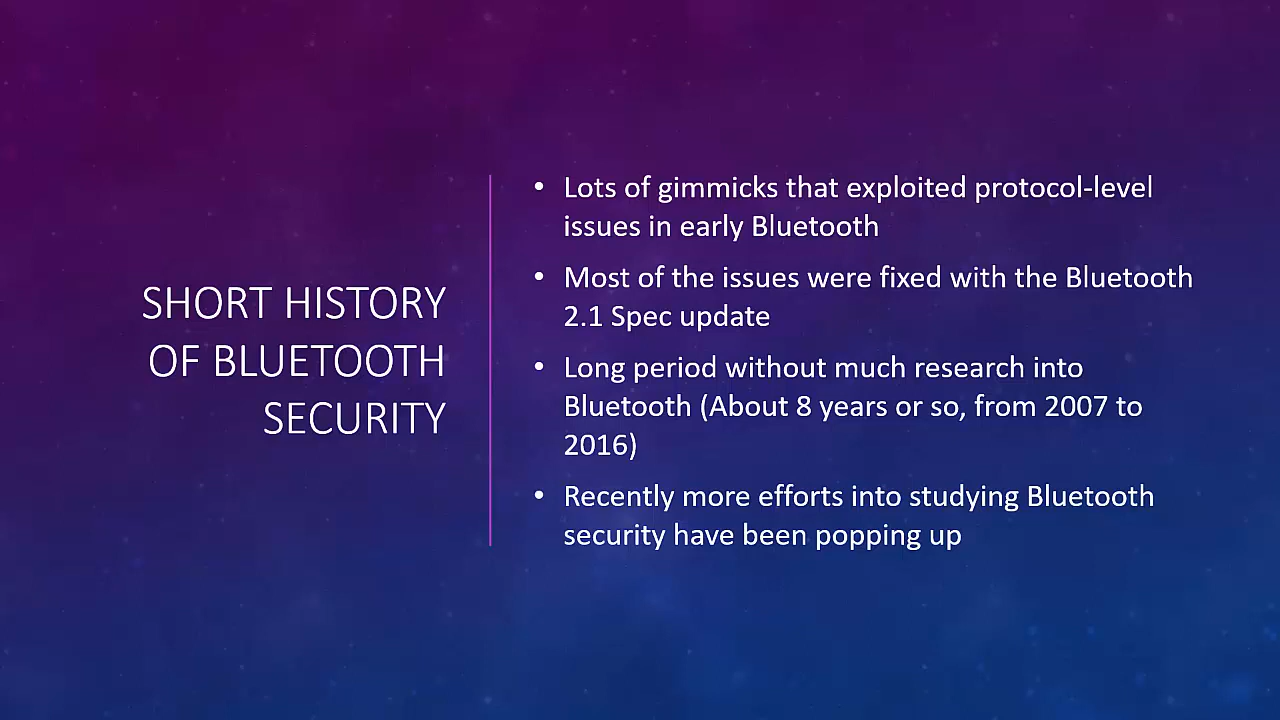 SHORT HISTORY
OF BLUETOOTH
SECURITY
• Lots of gimmicks that exploited protocol-level
issues in early Bluetooth
• Most of the issues were fixed with the Bluetooth
2.1 Spec update
• Long period without much research into
Bluetooth (About 8 years or so, from 2007 to
2016)
• Recently more efforts into studying Bluetooth
security have been popping up